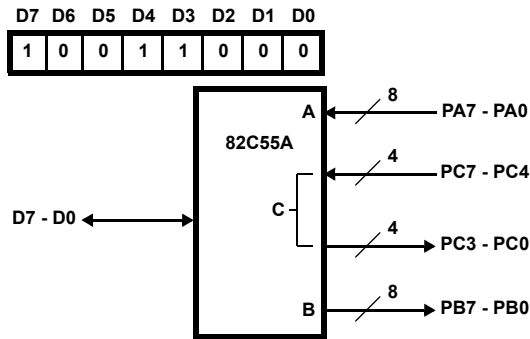 D7 D6 D5 D4 D3 D2 D1 D0
1 0 0 1 1 0 0 0
A 8 PA7 - PA0
82C55A
4 PC7 - PC4
C
D7 - D0
4 PC3 - PC0
B 8 PB7 - PB0